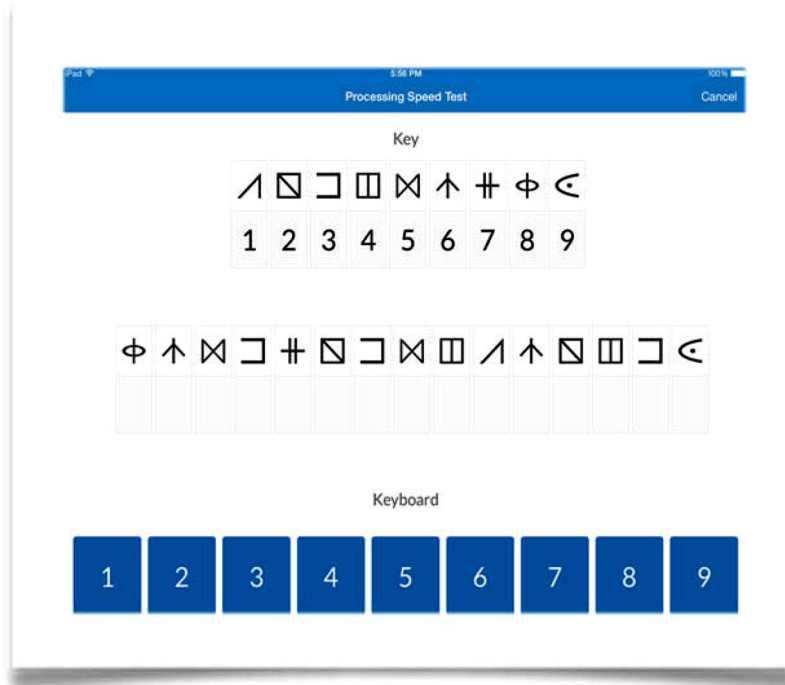 iPad 5:56 PM 100%
Processing Speed Test Cancel
Key
1 2 3 4 5 6 7 8 9
Keyboard
1 2 3 4 5 6 7 8 9